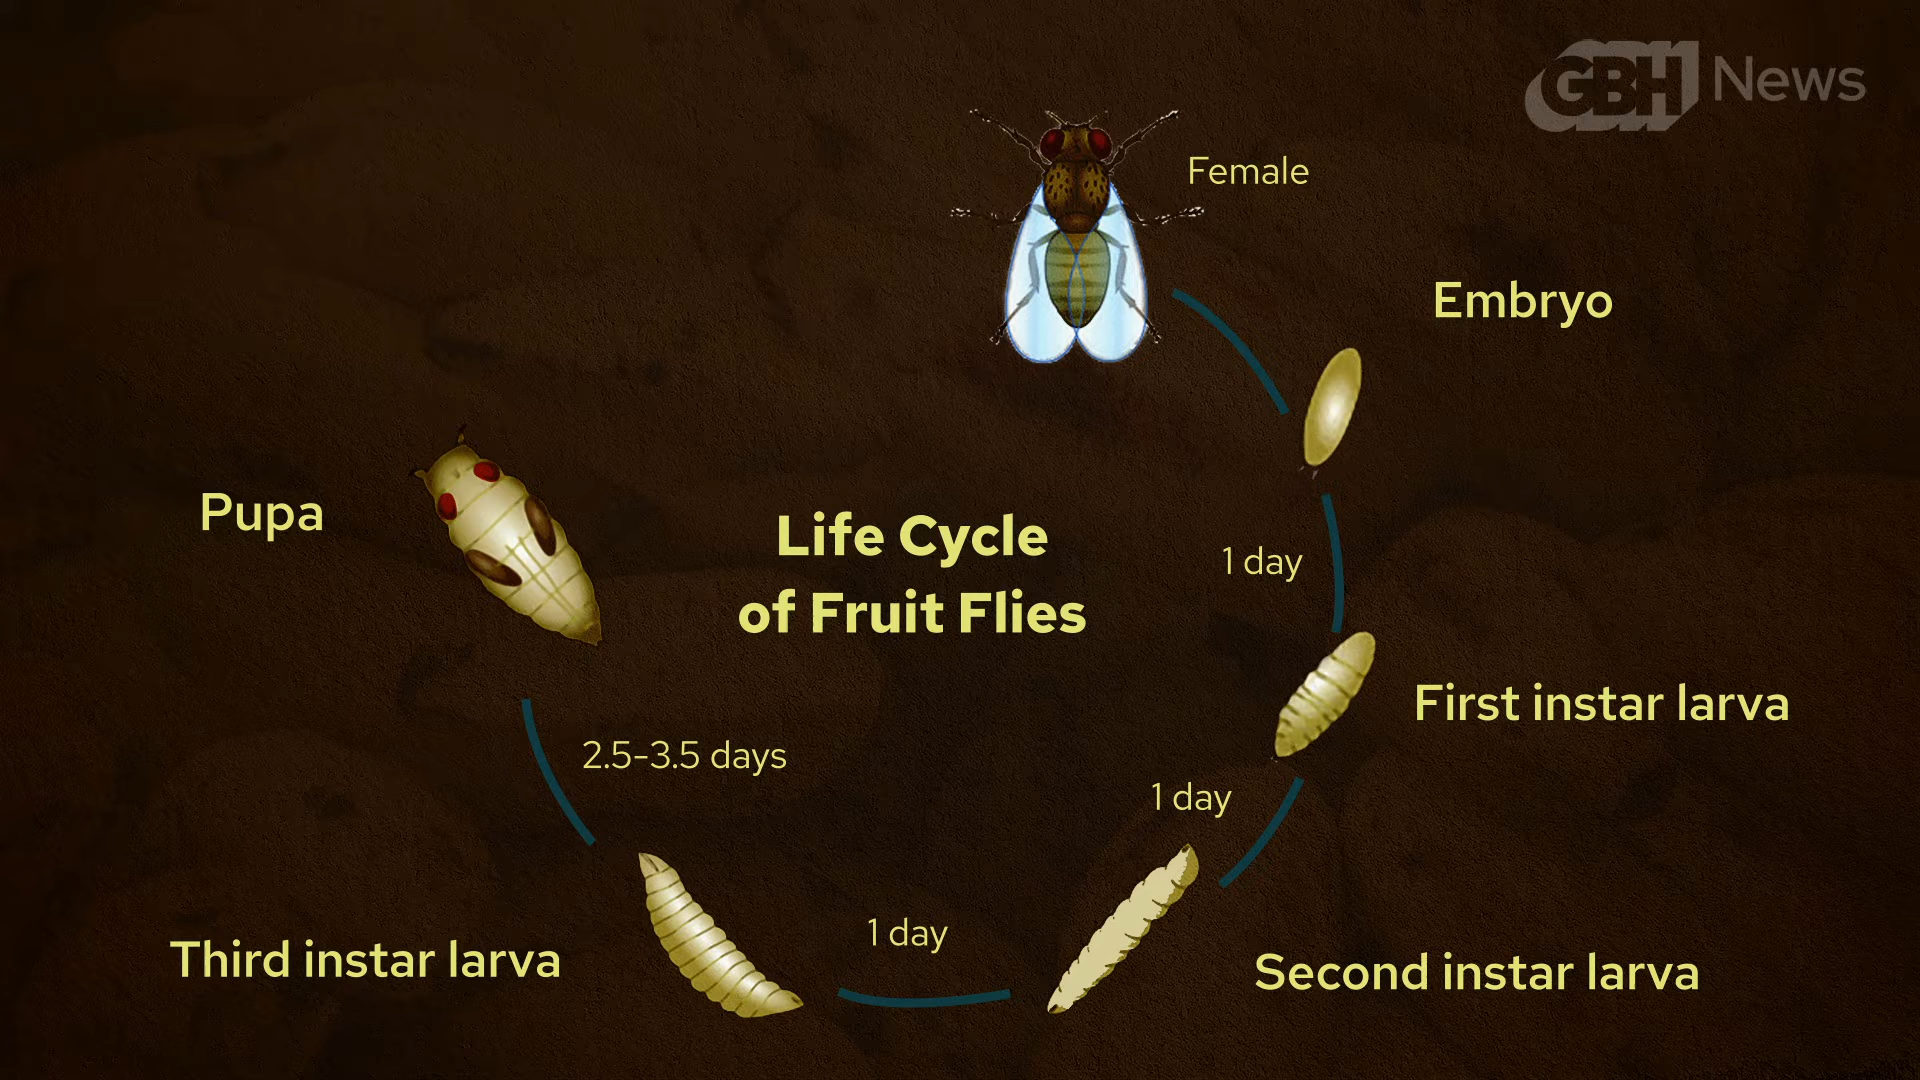 GBH News
Female
Embryo
Pupa
Life Cycle
of Fruit Flies
1 day
First instar larva
2.5-3.5 days
1 day
1 day
Third instar larva
Second instar larva